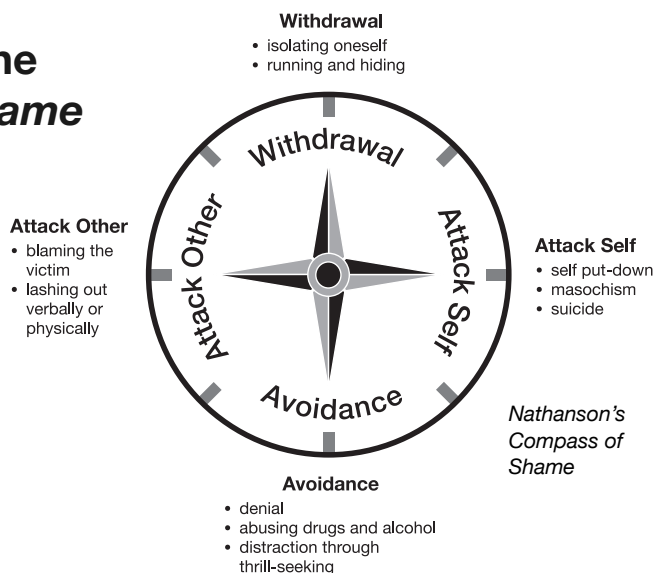 Withdrawal
• isolating oneself
• running and hiding
ne
ame
Withdrawal
Attack Other
• blaming the
victim
• lashing out
verbally or
physically
Attack Other
Attack Self
Attack Self
• self put-down
• masochism
• suicide
Avoidance
Nathanson's
Compass of
Shame
Avoidance
• denial
• abusing drugs and alcohol
• distraction through
thrill-seeking